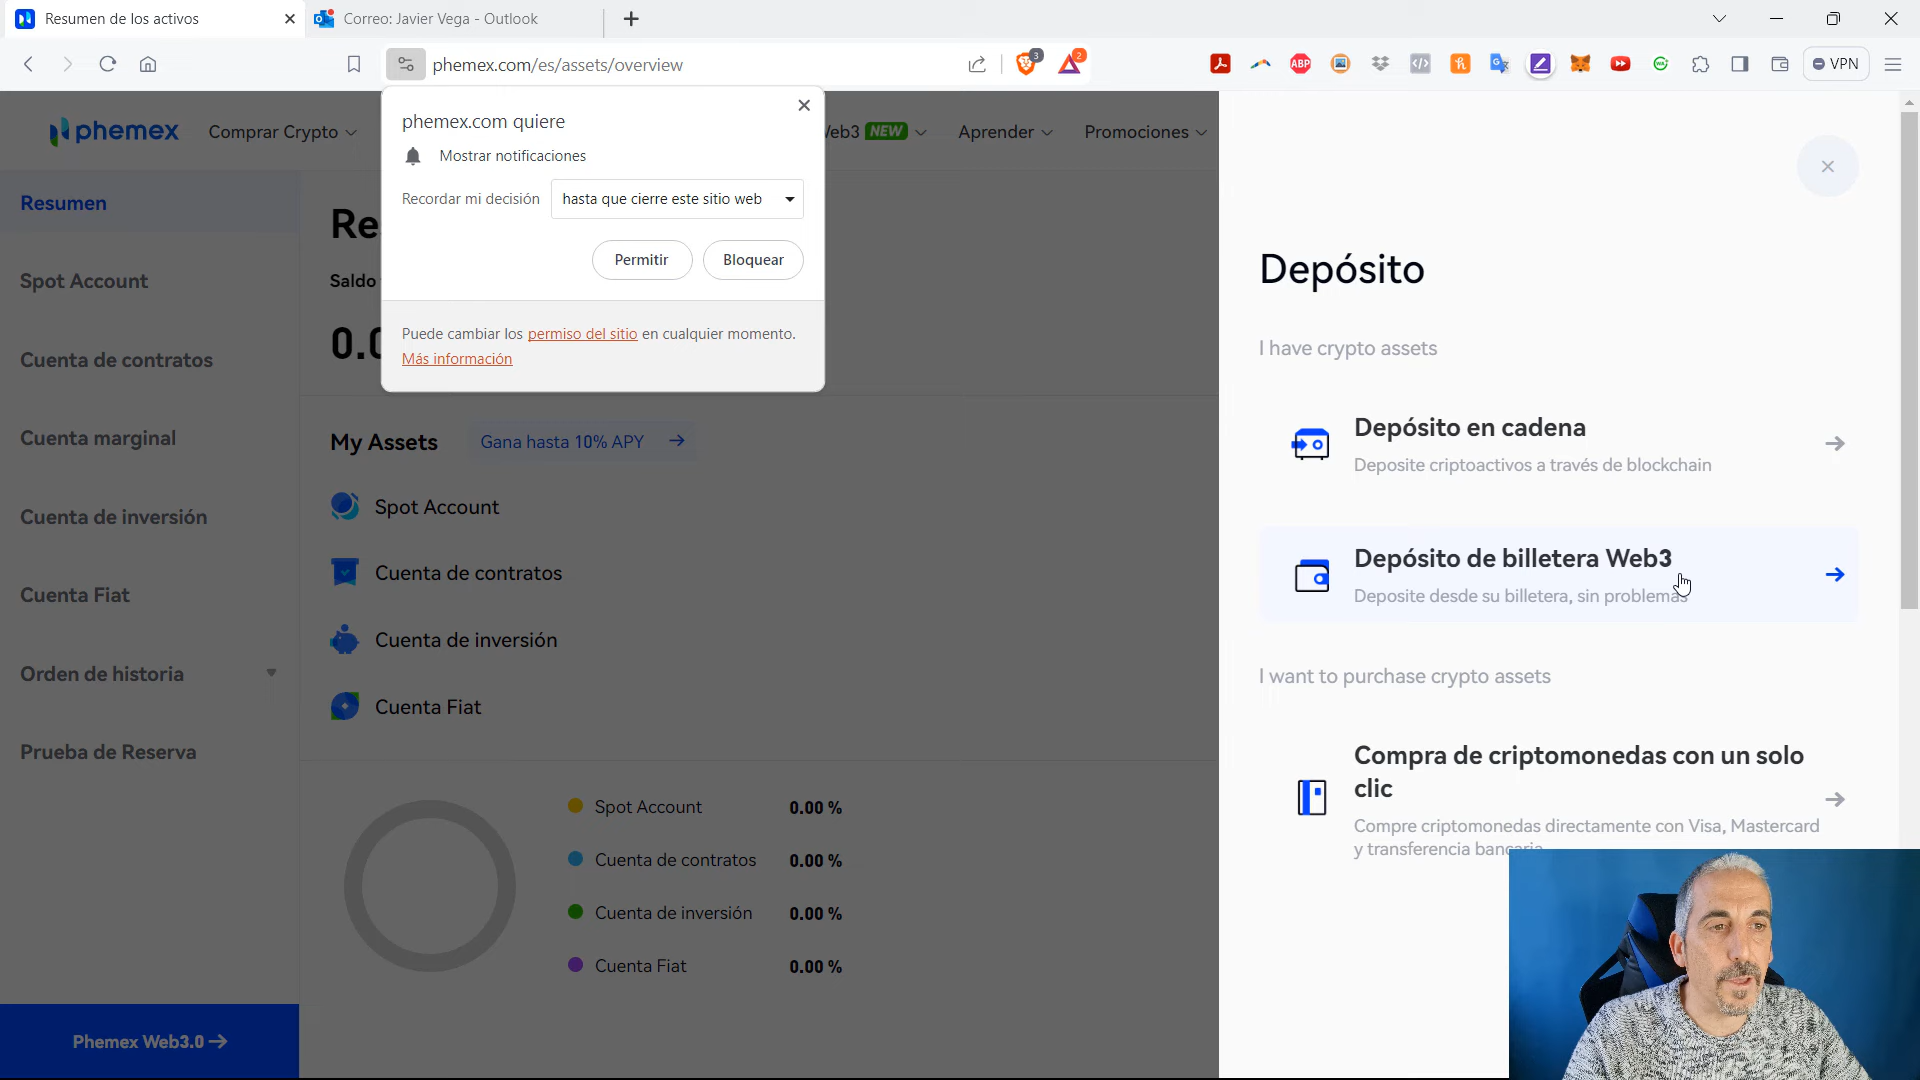 Resumen de los activos
Correo: Javier Vega - Outlook
phemex.com/es/assets/overview
3
2
ABP
VPN
phemex
Comprar Crypto
Web3 NEW
Aprender
Promociones
phemex.com quiere
Mostrar notificaciones
Recordar mi decisión
hasta que cierre este sitio web
Permitir
Bloquear
Puede cambiar los permiso del sitio en cualquier momento.
Más información
Resumen
Spot Account
Cuenta de contratos
Cuenta marginal
Cuenta de inversión
Cuenta Fiat
Orden de historia
Prueba de Reserva
Phemex Web3.0
Re
Saldo
0.0
My Assets
Gana hasta 10% APY
Spot Account
Cuenta de contratos
Cuenta de inversión
Cuenta Fiat
Spot Account 0.00 %
Cuenta de contratos 0.00 %
Cuenta de inversión 0.00 %
Cuenta Fiat 0.00 %
Depósito
I have crypto assets
Depósito en cadena
Deposite criptoactivos a través de blockchain
Depósito de billetera Web3
Deposite desde su billetera, sin problemas
I want to purchase crypto assets
Compra de criptomonedas con un solo
clic
Compre criptomonedas directamente con Visa, Mastercard
y transferencia bancaria